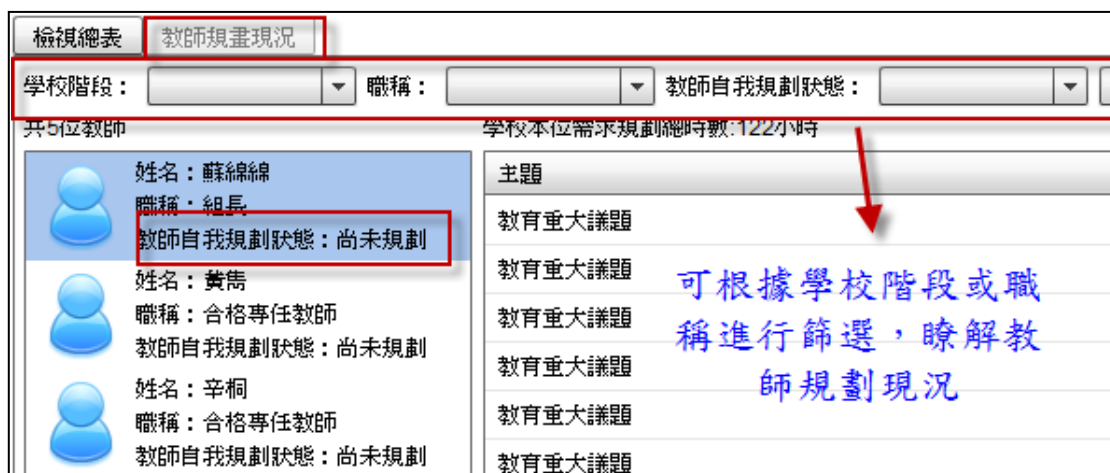 檢視總表 教師規畫現況
學校階段： 職稱： 教師自我規劃狀態：
共5位教師 學校本位需求規劃總時數:122小時
姓名：蘇綿綿
職稱：組長
教師自我規劃狀態：尚未規劃
姓名：黃雋
職稱：合格專任教師
教師自我規劃狀態：尚未規劃
姓名：辛桐
職稱：合格專任教師
教師自我規劃狀態：尚未規劃
主題
教育重大議題
教育重大議題
教育重大議題
教育重大議題
教育重大議題
教育重大議題
可根據學校階段或職
稱進行篩選，瞭解教
師規劃現況